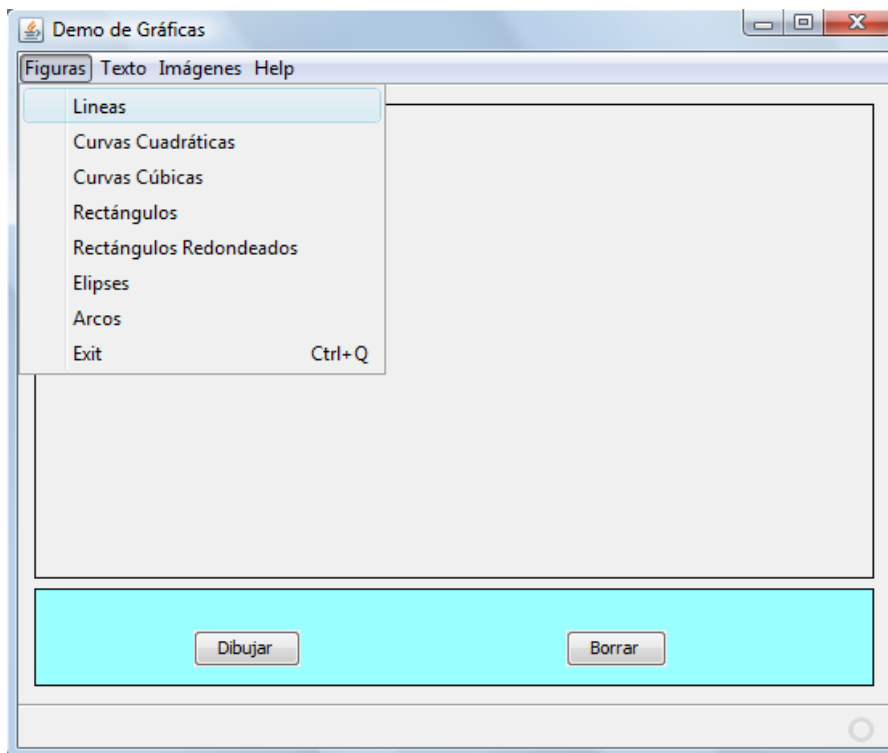 Demo de Gráficas
Figuras Texto Imágenes Help
Lineas
Curvas Cuadráticas
Curvas Cúbicas
Rectángulos
Rectángulos Redondeados
Elipses
Arcos
Exit Ctrl+Q
Dibujar Borrar